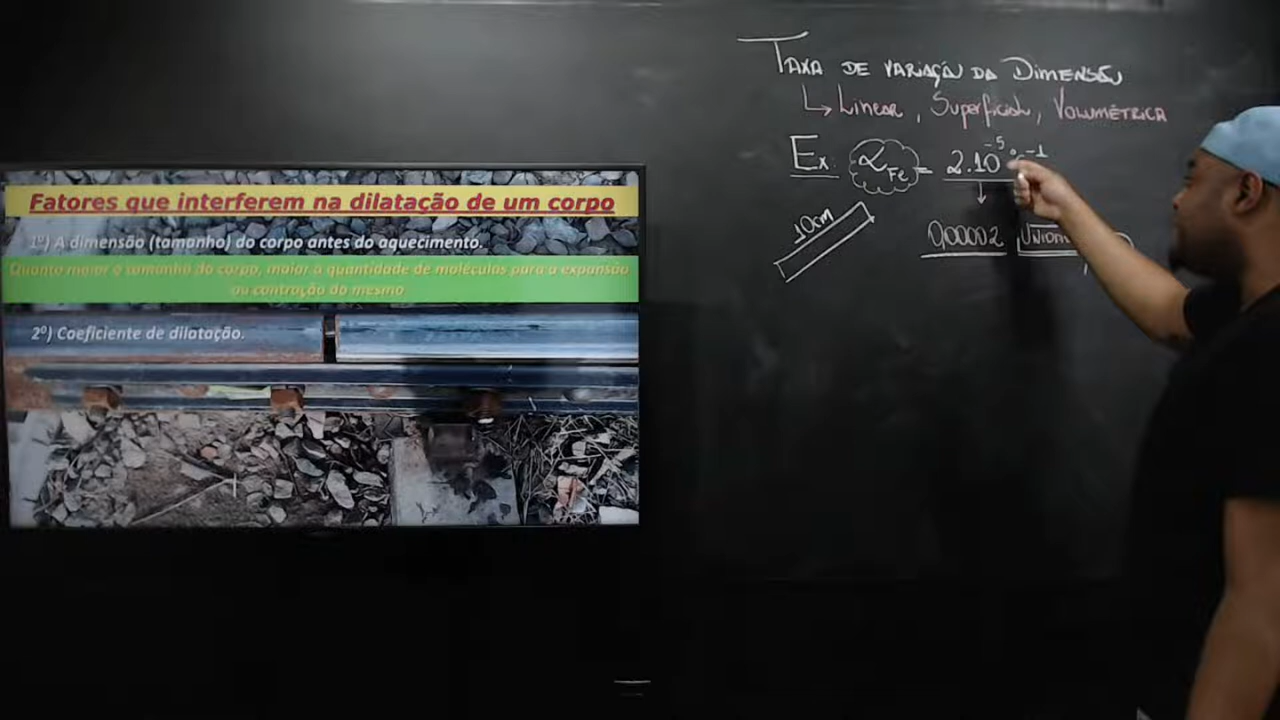 Fatores que interferem na dilatação de um corpo
1º) A dimensão (tamanho) do corpo antes do aquecimento.
Quanto maior o tamanho do corpo, maior a quantidade de moléculas para a expansão
ou contração do mesmo
2º) Coeficiente de dilatação.
TAXA DE VARIAÇÃO DA DIMENSÃO
↳ Linear, Superficial, VOLUMÉTRICA
Ex: α Fe = 2.10⁻⁵ °⁻¹
10cm
0,00002